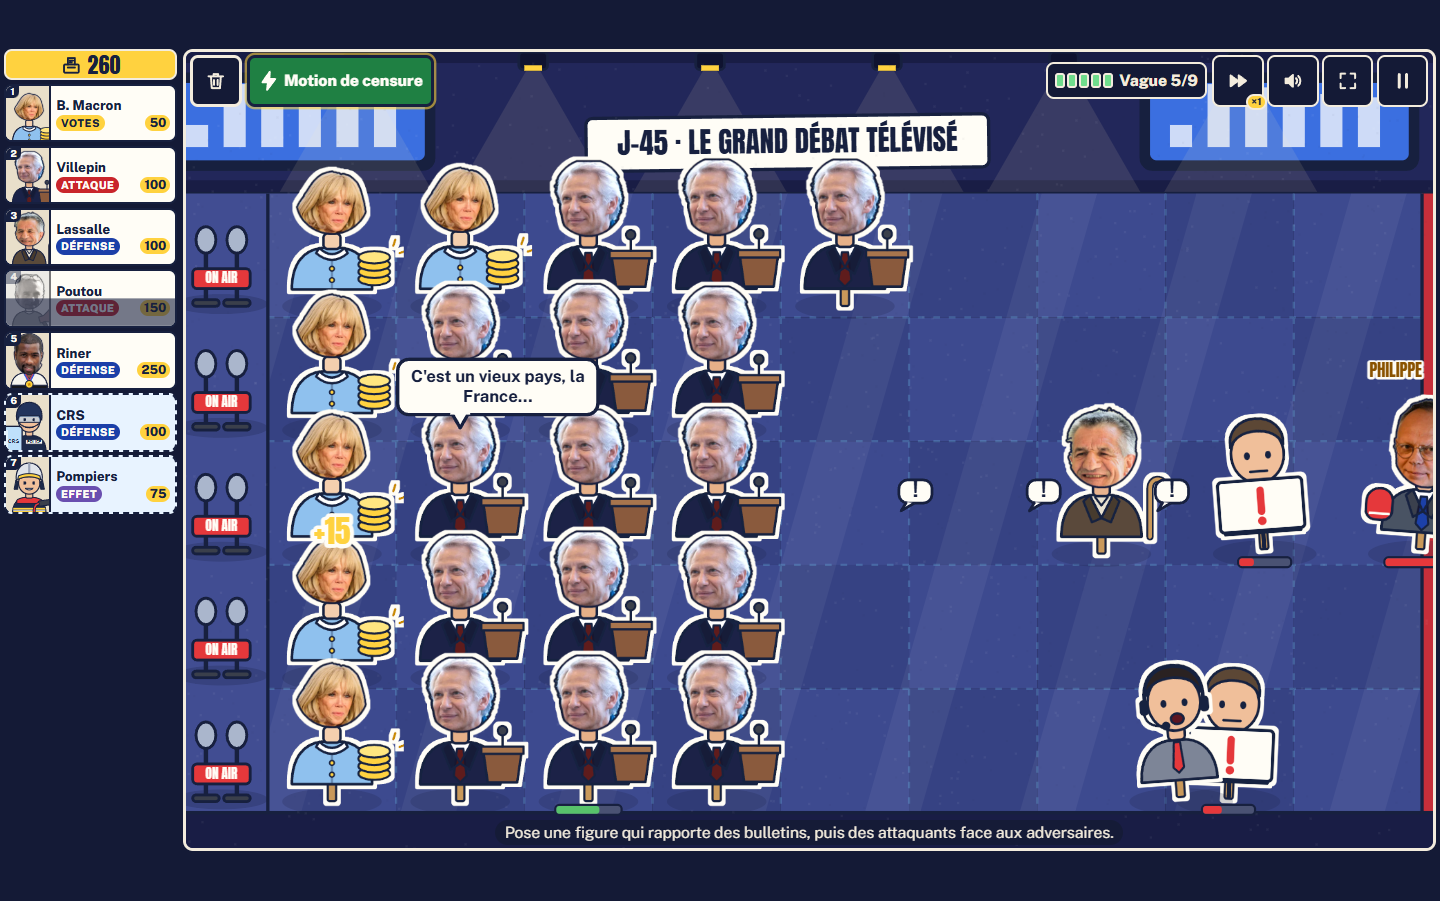 260
1
B. Macron
VOTES
50
2
Villepin
ATTAQUE
100
3
Lassalle
DÉFENSE
100
4
Poutou
ATTAQUE
150
5
Riner
DÉFENSE
250
6
CRS
DÉFENSE
100
CRS
7
Pompiers
EFFET
75
Motion de censure
Vague 5/9
×1
J-45 · LE GRAND DÉBAT TÉLÉVISÉ
ON AIR
ON AIR
PHILIPPE
C'est un vieux pays, la
France...
ON AIR
!
!
!
!
+15
ON AIR
ON AIR
!
Pose une figure qui rapporte des bulletins, puis des attaquants face aux adversaires.